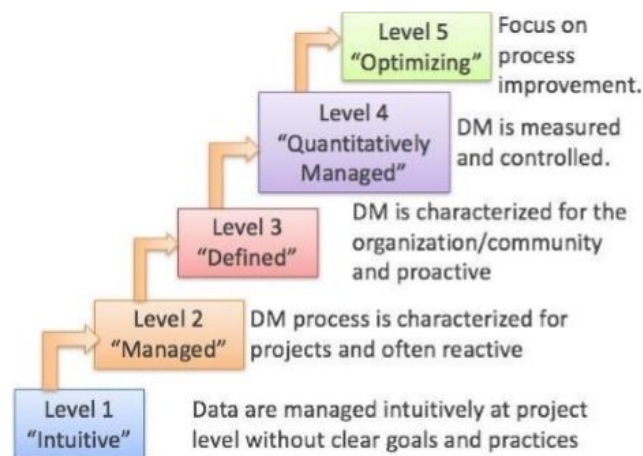 Level 5
“Optimizing”
Focus on
process
improvement.
Level 4
“Quantitatively
Managed”
DM is measured
and controlled.
Level 3
“Defined”
DM is characterized for the
organization/community
and proactive
Level 2
“Managed”
DM process is characterized for
projects and often reactive
Level 1
“Intuitive”
Data are managed intuitively at project
level without clear goals and practices